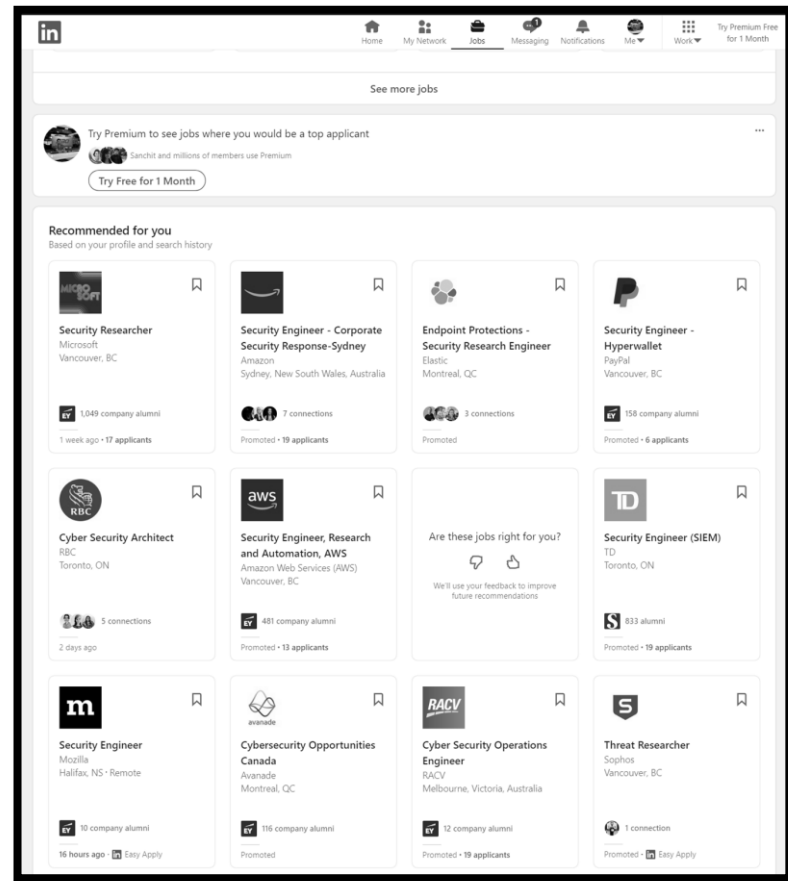 in
1
Home
My Network
Jobs
Messaging
Notifications
Me
Work
Try Premium Free
for 1 Month
See more jobs
Try Premium to see jobs where you would be a top applicant
...
Sanchit and millions of members use Premium
Try Free for 1 Month
Recommended for you
Based on your profile and search history
MICROSOFT
Security Researcher
Microsoft
Vancouver, BC
EY 1,049 company alumni
1 week ago • 17 applicants
Security Engineer - Corporate
Security Response-Sydney
Amazon
Sydney, New South Wales, Australia
7 connections
Promoted • 19 applicants
Endpoint Protections -
Security Research Engineer
Elastic
Montreal, QC
3 connections
Promoted
Security Engineer -
Hyperwallet
PayPal
Vancouver, BC
EY 158 company alumni
Promoted • 6 applicants
RBC
Cyber Security Architect
RBC
Toronto, ON
5 connections
2 days ago
aws
Security Engineer, Research
and Automation, AWS
Amazon Web Services (AWS)
Vancouver, BC
EY 481 company alumni
Promoted • 13 applicants
Are these jobs right for you?
We'll use your feedback to improve
future recommendations
TD
Security Engineer (SIEM)
TD
Toronto, ON
S 833 alumni
Promoted • 19 applicants
m
Security Engineer
Mozilla
Halifax, NS • Remote
EY 10 company alumni
16 hours ago • in Easy Apply
avanade
Cybersecurity Opportunities
Canada
Avanade
Montreal, QC
EY 116 company alumni
Promoted
RACV
Cyber Security Operations
Engineer
RACV
Melbourne, Victoria, Australia
EY 12 company alumni
Promoted • 19 applicants
S
Threat Researcher
Sophos
Vancouver, BC
1 connection
Promoted • in Easy Apply